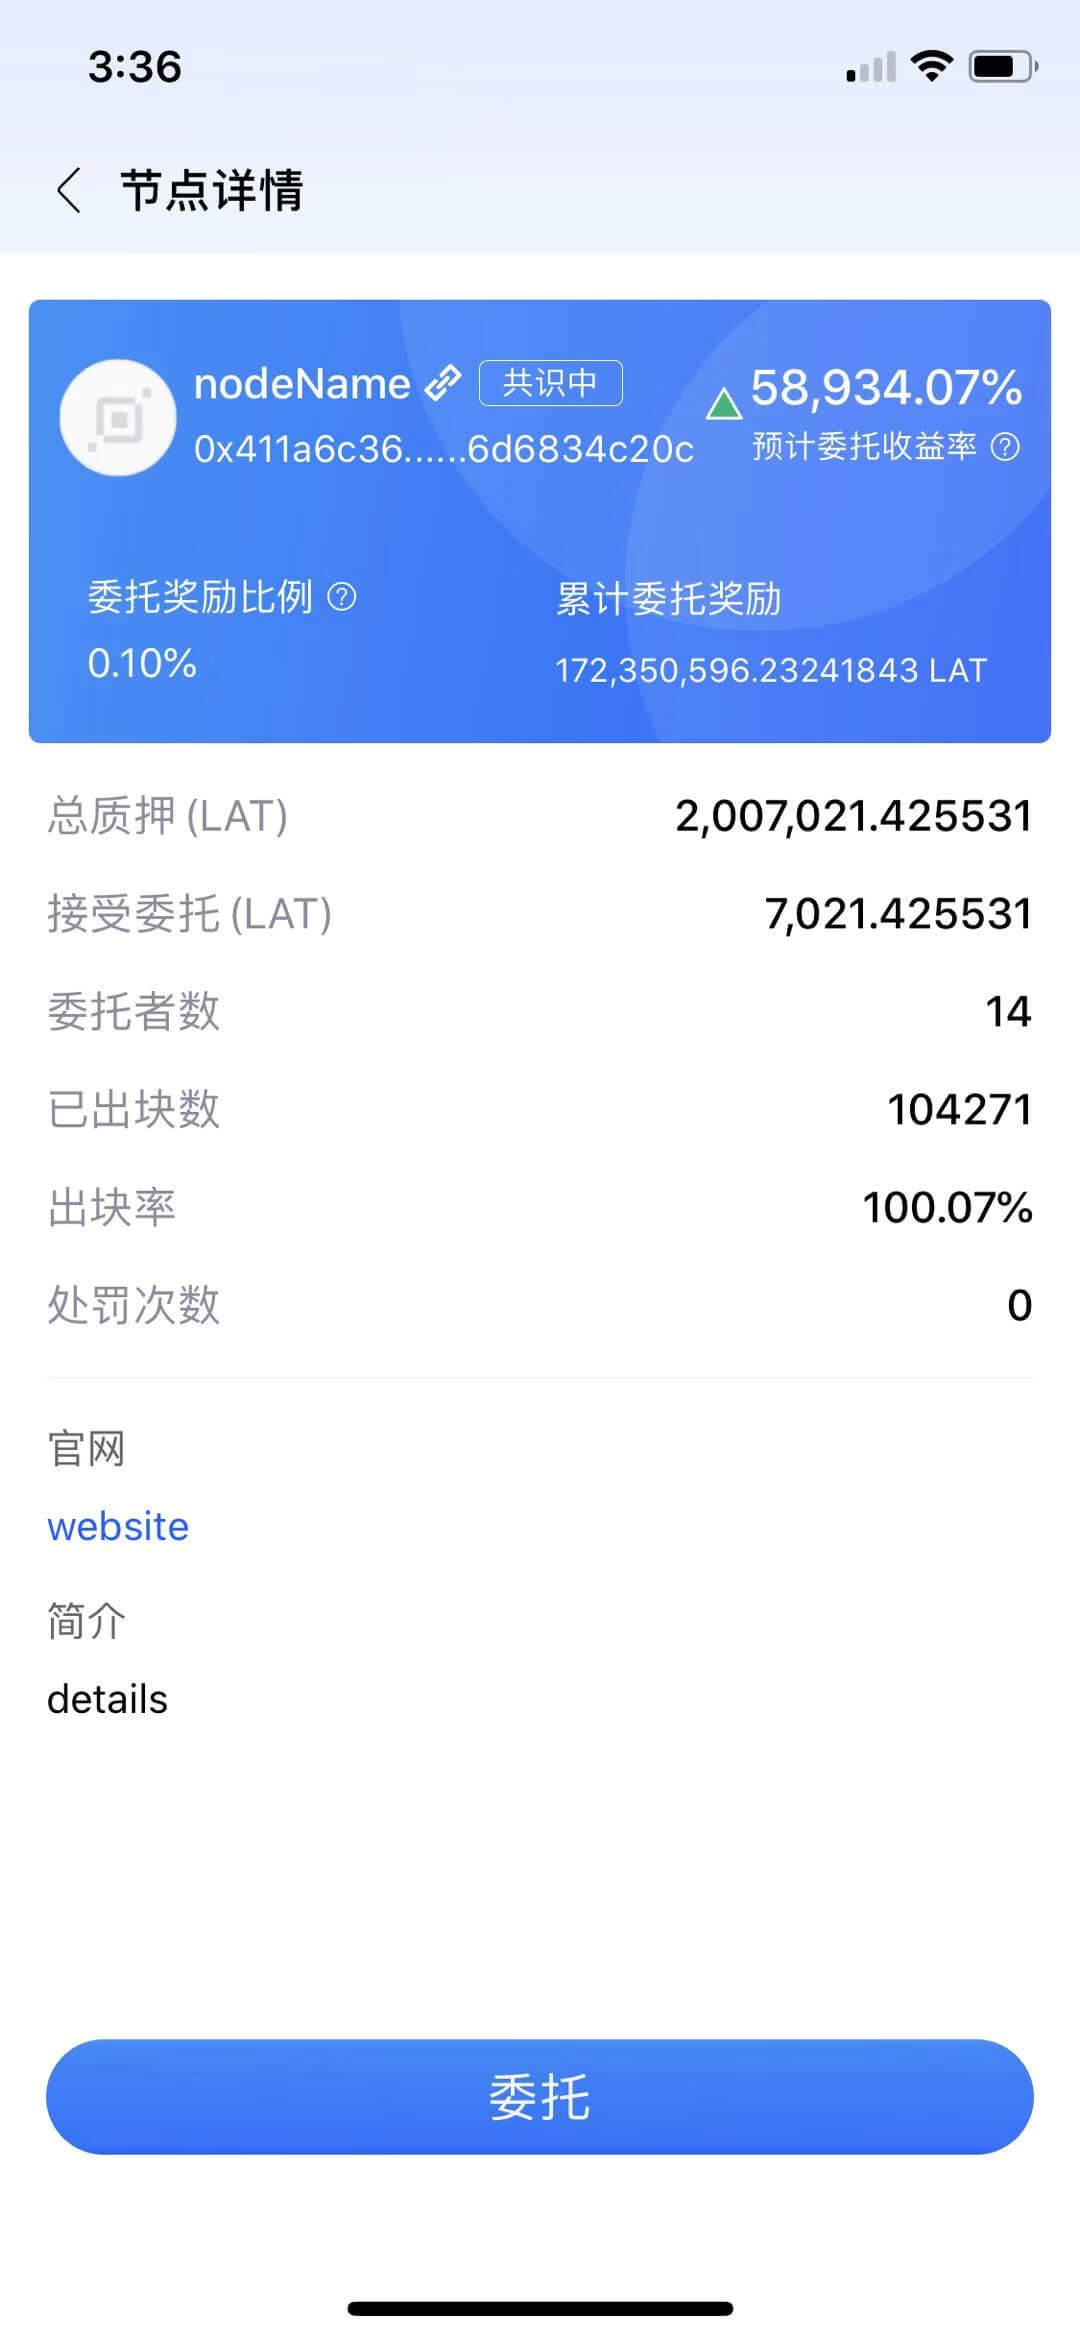 3:36
节点详情
nodeName 共识中
58,934.07%
0x411a6c36......6d6834c20c
预计委托收益率 ?
委托奖励比例 ?
累计委托奖励
0.10%
172,350,596.23241843 LAT
总质押 (LAT) 2,007,021.425531
接受委托 (LAT) 7,021.425531
委托者数 14
已出块数 104271
出块率 100.07%
处罚次数 0
官网
website
简介
details
委托